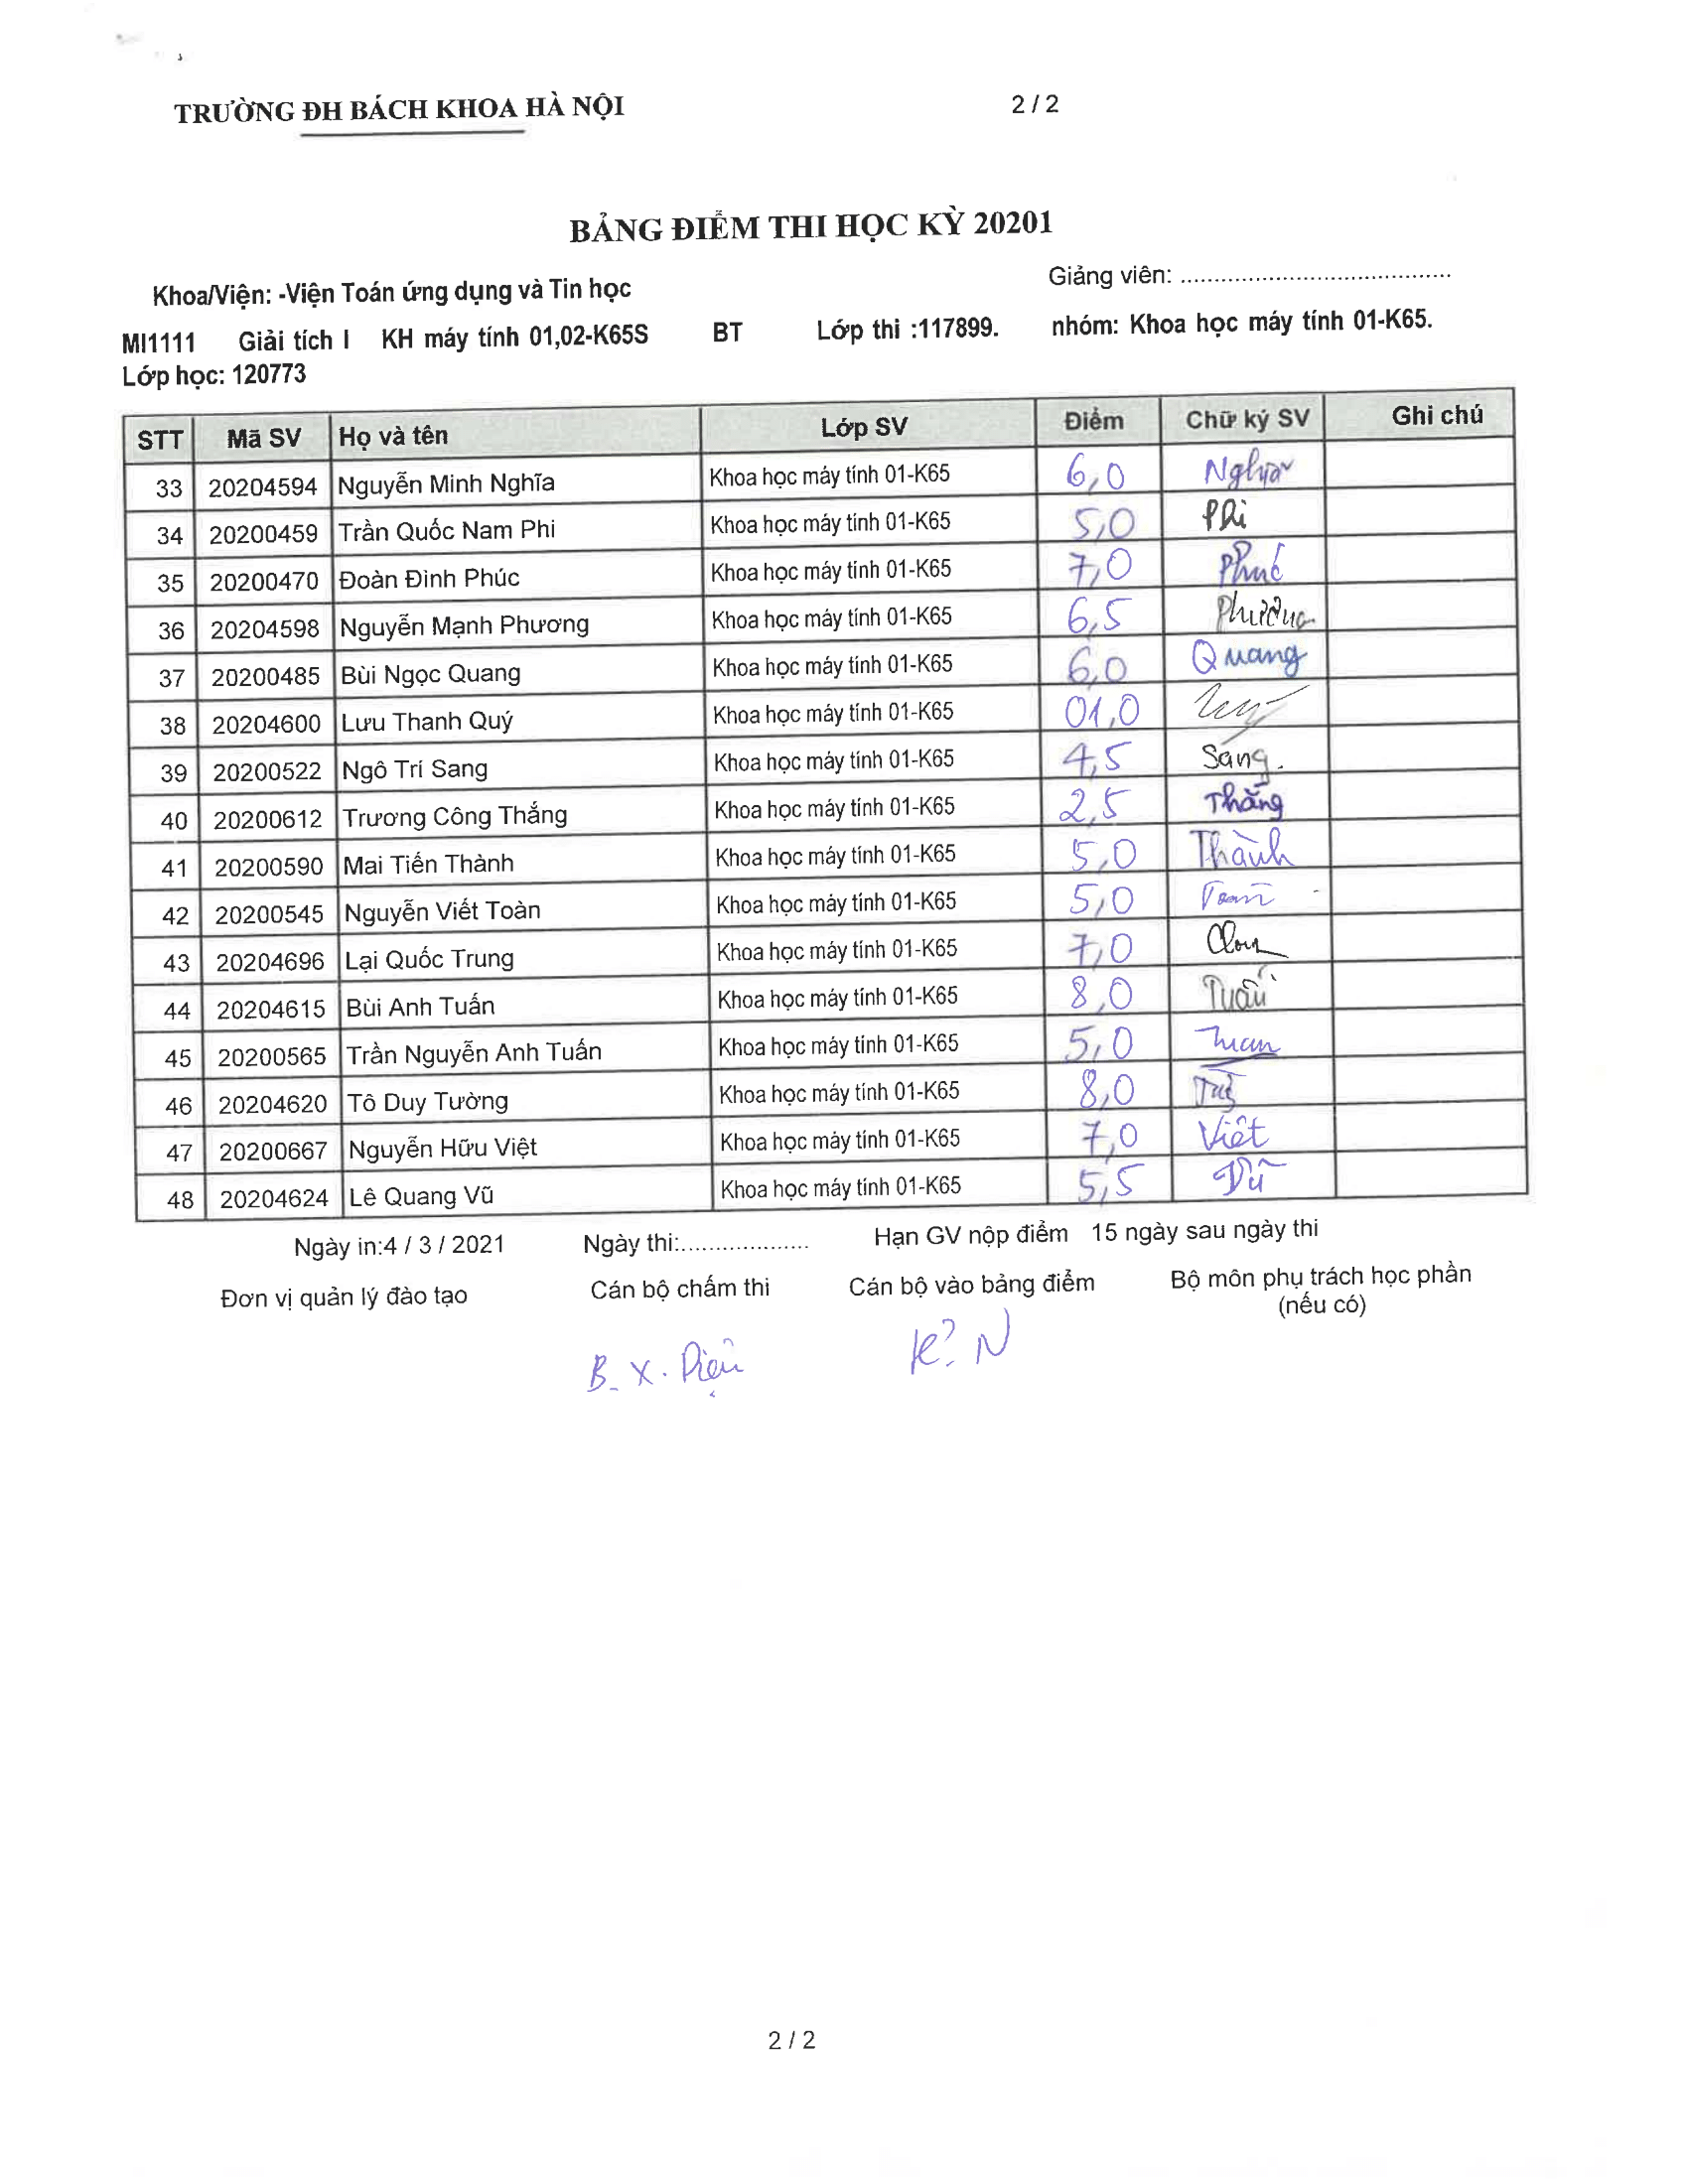 TRƯỜNG ĐH BÁCH KHOA HÀ NỘI 2 / 2
BẢNG ĐIỂM THI HỌC KỲ 20201
Khoa/Viện: -Viện Toán ứng dụng và Tin học Giảng viên: ........................................
MI1111 Giải tích I KH máy tính 01,02-K65S BT Lớp thi :117899. nhóm: Khoa học máy tính 01-K65.
Lớp học: 120773
STT Mã SV Họ và tên Lớp SV Điểm Chữ ký SV Ghi chú
33 20204594 Nguyễn Minh Nghĩa Khoa học máy tính 01-K65 6,0 Nghĩa
34 20200459 Trần Quốc Nam Phi Khoa học máy tính 01-K65 5,0 Phi
35 20200470 Đoàn Đình Phúc Khoa học máy tính 01-K65 7,0 Phúc
36 20204598 Nguyễn Mạnh Phương Khoa học máy tính 01-K65 6,5 Phương
37 20200485 Bùi Ngọc Quang Khoa học máy tính 01-K65 6,0 Quang
38 20204600 Lưu Thanh Quý Khoa học máy tính 01-K65 01,0
39 20200522 Ngô Trí Sang Khoa học máy tính 01-K65 4,5 Sang.
40 20200612 Trương Công Thắng Khoa học máy tính 01-K65 2,5 Thắng
41 20200590 Mai Tiến Thành Khoa học máy tính 01-K65 5,0 Thành
42 20200545 Nguyễn Viết Toàn Khoa học máy tính 01-K65 5,0 Toàn
43 20204696 Lại Quốc Trung Khoa học máy tính 01-K65 7,0
44 20204615 Bùi Anh Tuấn Khoa học máy tính 01-K65 8,0 Tuấn
45 20200565 Trần Nguyễn Anh Tuấn Khoa học máy tính 01-K65 5,0 Tuan
46 20204620 Tô Duy Tường Khoa học máy tính 01-K65 8,0
47 20200667 Nguyễn Hữu Việt Khoa học máy tính 01-K65 7,0 Việt
48 20204624 Lê Quang Vũ Khoa học máy tính 01-K65 5,5 Vũ
Ngày in:4 / 3 / 2021 Ngày thi:................... Hạn GV nộp điểm 15 ngày sau ngày thi
Đơn vị quản lý đào tạo Cán bộ chấm thi Cán bộ vào bảng điểm Bộ môn phụ trách học phần
(nếu có)
B. X. Diệu
2 / 2